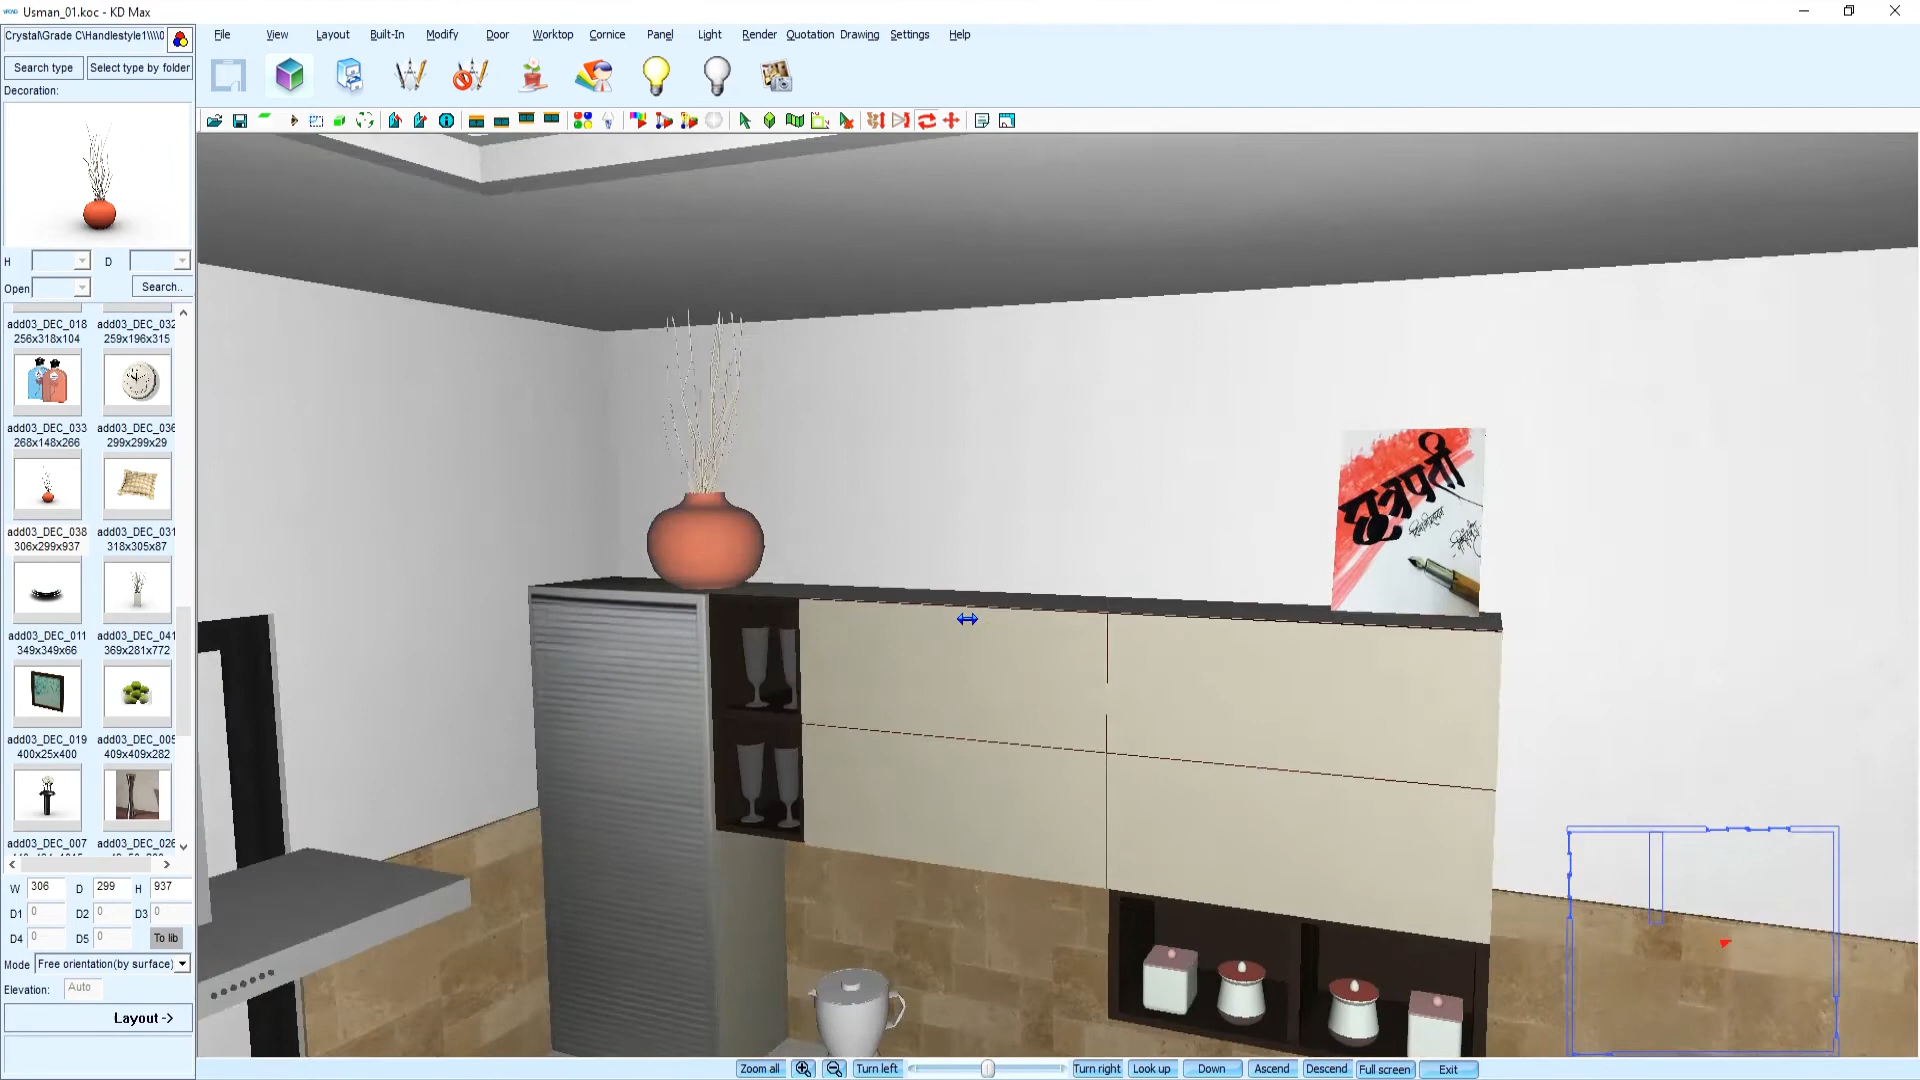 Usman_01.koc - KD Max
Crystal\Grade C\Handlestyle1\\\\0
File View Layout Built-In Modify Door Worktop Cornice Panel Light Render Quotation Drawing Settings Help
Search type Select type by folder
Decoration:
H D
Open Search..
add03_DEC_018 add03_DEC_032
256x318x104 259x196x315
add03_DEC_033 add03_DEC_036
268x148x266 299x299x29
add03_DEC_038 add03_DEC_031
306x299x937 318x305x87
add03_DEC_011 add03_DEC_041
349x349x66 369x281x772
add03_DEC_019 add03_DEC_005
400x25x400 409x409x282
add03_DEC_007 add03_DEC_026
W 306 D 299 H 937
D1 0 D2 0 D3 0
D4 0 D5 0 To lib
Mode Free orientation(by surface)
Elevation: Auto
Layout ->
छत्रपती
Zoom all Turn left Turn right Look up Down Ascend Descend Full screen Exit